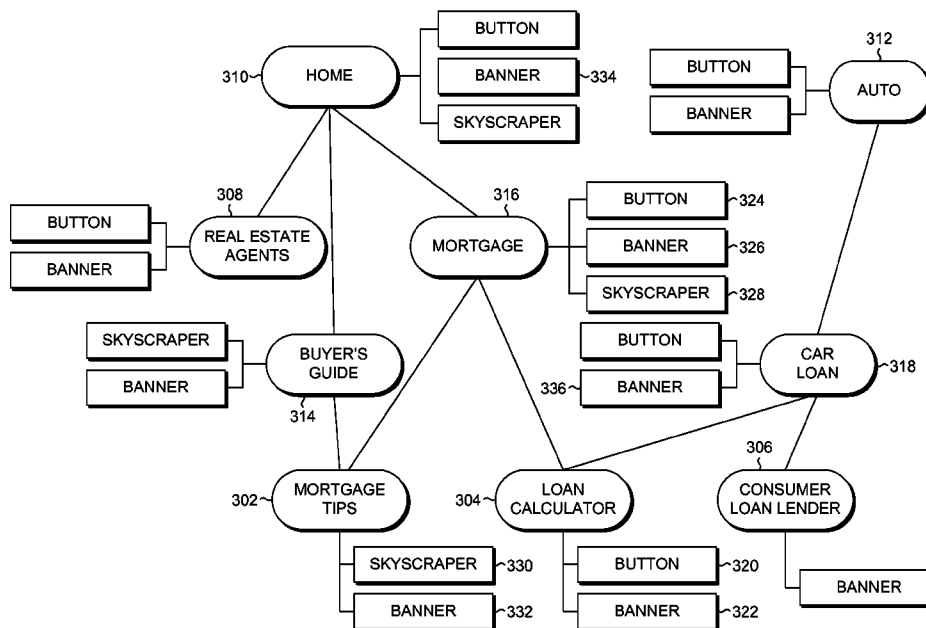 BUTTON
312
310
HOME
BANNER
334
BUTTON
AUTO
SKYSCRAPER
BANNER
308
316
BUTTON
324
BUTTON
REAL ESTATE
AGENTS
MORTGAGE
BANNER
326
BANNER
SKYSCRAPER
328
SKYSCRAPER
BUYER'S
GUIDE
BUTTON
CAR
LOAN
318
BANNER
314
336
BANNER
306
302
MORTGAGE
TIPS
304
LOAN
CALCULATOR
CONSUMER
LOAN LENDER
SKYSCRAPER
330
BUTTON
320
BANNER
332
BANNER
322
BANNER